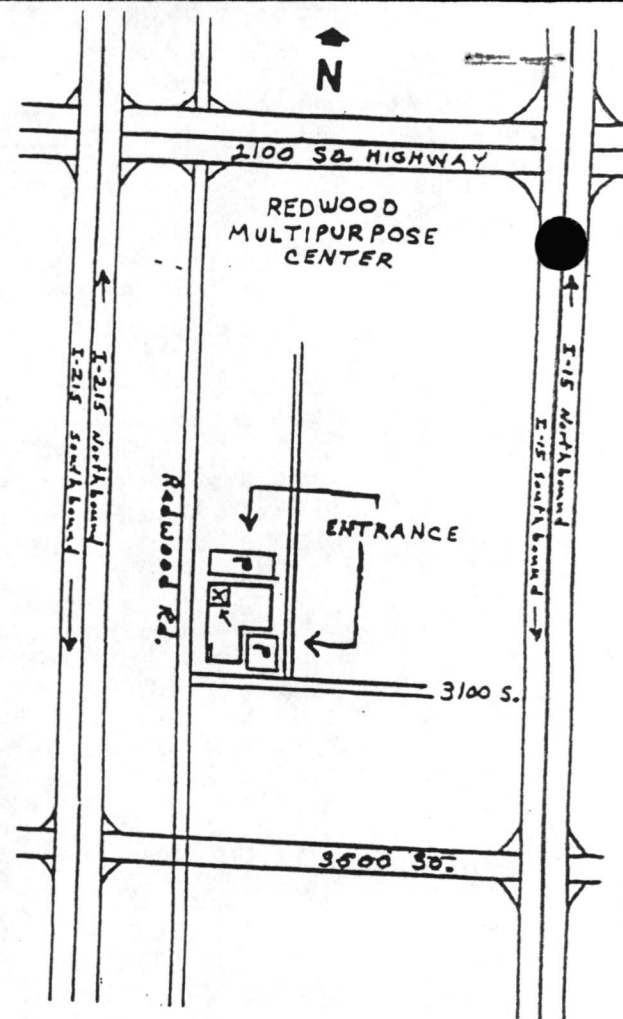 N
2100 So. HIGHWAY
REDWOOD
MULTIPURPOSE
CENTER
I-215 Southbound
I-215 Northbound
Redwood Rd.
I-15 Southbound
I-15 Northbound
ENTRANCE
P
X
P
3100 S.
3500 So.